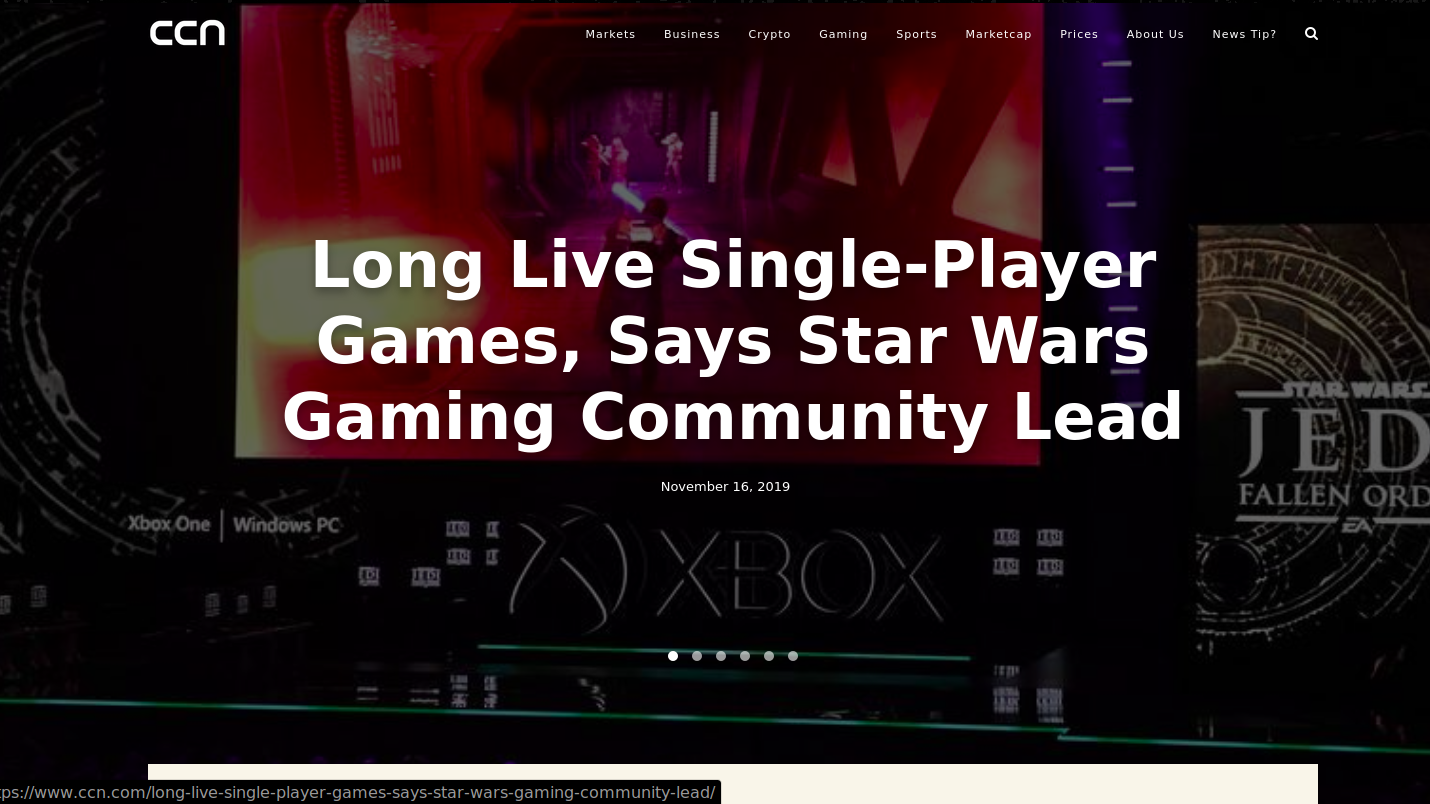 ccn
Markets Business Crypto Gaming Sports Marketcap Prices About Us News Tip?
Long Live Single-Player
Games, Says Star Wars
Gaming Community Lead
November 16, 2019
STAR WARS
JED
FALLEN ORD
EA
Xbox One | Windows PC
XBOX
JEDI JEDI
ps://www.ccn.com/long-live-single-player-games-says-star-wars-gaming-community-lead/